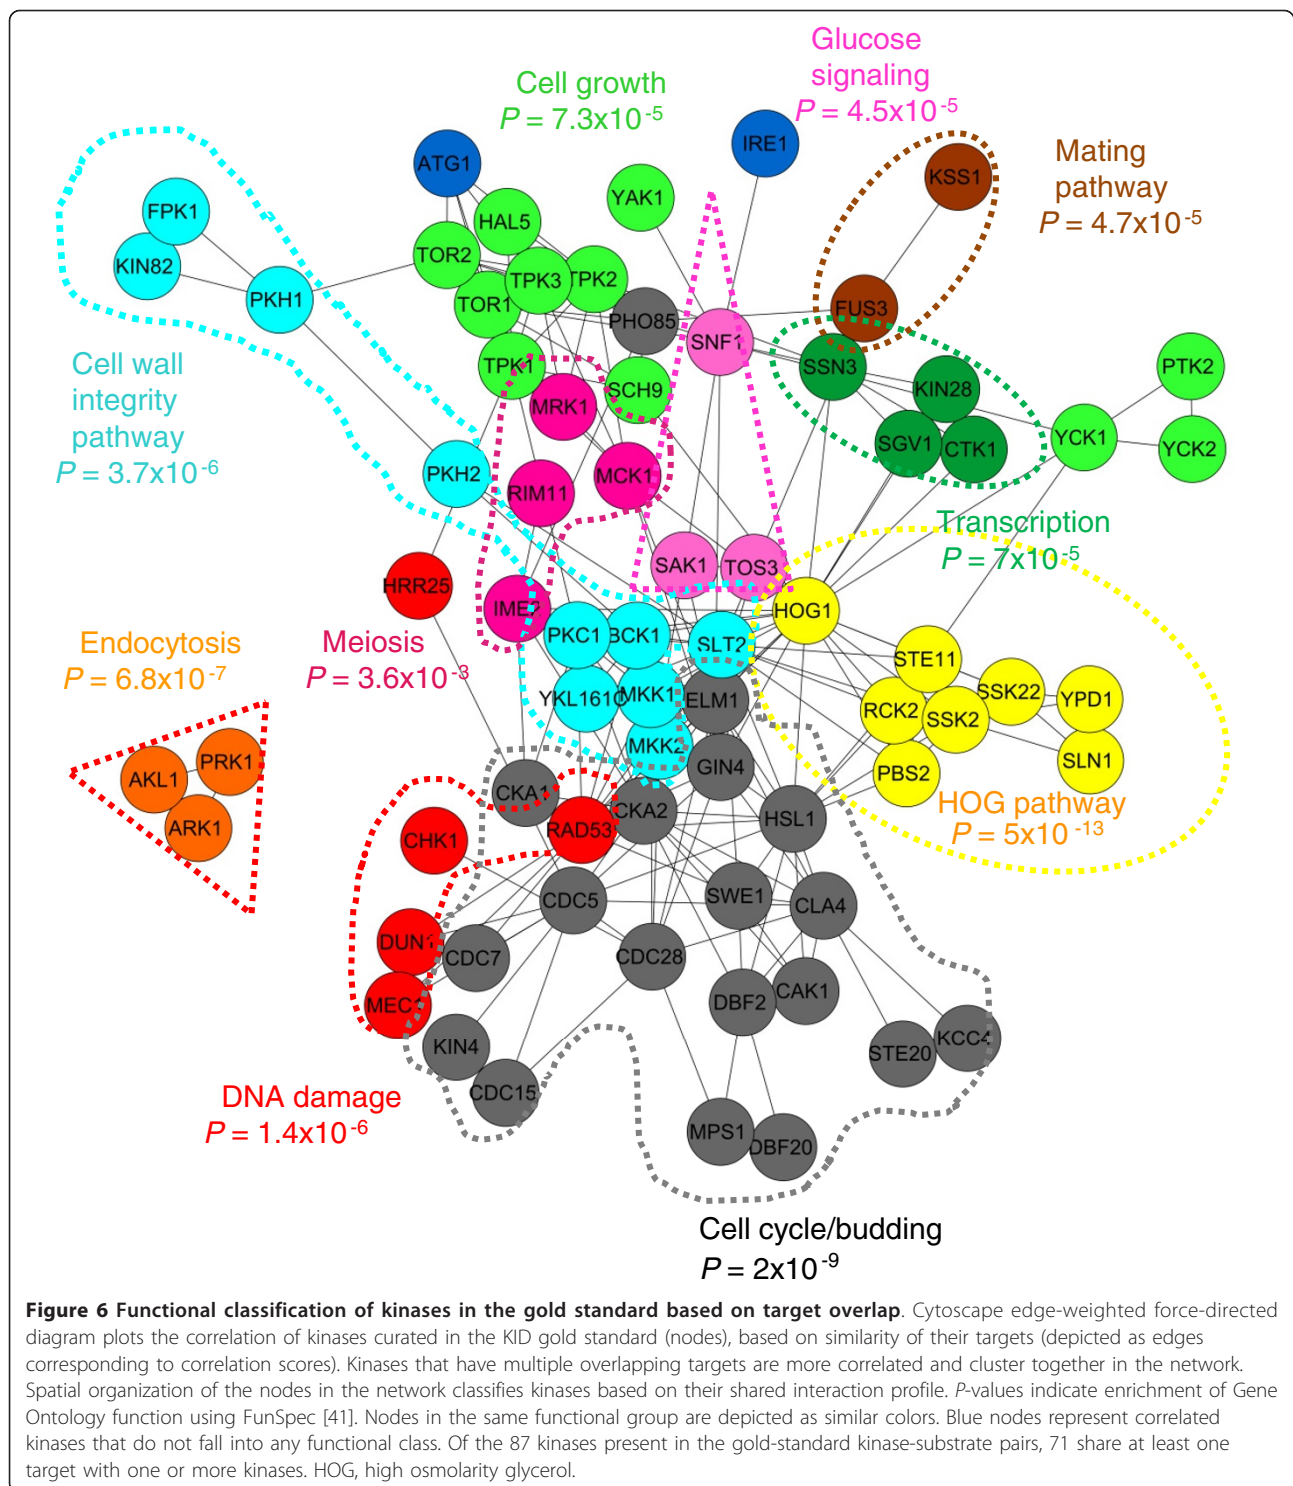 Glucose
signaling
P = 4.5x10 -5
Cell growth
P = 7.3x10 -5
Mating
pathway
P = 4.7x10 -5
ATG1
IRE1
KSS1
YAK1
FPK1
HAL5
TOR2
KIN82
TPK3
TPK2
PKH1
TOR1
PHO85
FUS3
SNF1
SSN3
TPK1
PTK2
SCH9
KIN28
MRK1
Cell wall
integrity
pathway
P = 3.7x10 -6
YCK1
SGV1
CTK1
YCK2
PKH2
MCK1
RIM11
Transcription
P = 7x10 -5
SAK1
TOS3
HRR25
IME2
HOG1
Endocytosis
P = 6.8x10 -7
Meiosis
P = 3.6x10 -3
PKC1
BCK1
SLT2
STE11
YKL161C
MKK1
ELM1
SSK22
YPD1
RCK2
SSK2
MKK2
PRK1
GIN4
SLN1
AKL1
PBS2
CKA1
CKA2
HOG pathway
P = 5x10 -13
HSL1
ARK1
RAD53
CHK1
CDC5
SWE1
CLA4
DUN1
CDC7
CDC28
CAK1
DBF2
MEC1
KIN4
STE20
KCC4
CDC15
DNA damage
P = 1.4x10 -6
MPS1
DBF20
Cell cycle/budding
P = 2x10 -9
Figure 6 Functional classification of kinases in the gold standard based on target overlap. Cytoscape edge-weighted force-directed
diagram plots the correlation of kinases curated in the KID gold standard (nodes), based on similarity of their targets (depicted as edges
corresponding to correlation scores). Kinases that have multiple overlapping targets are more correlated and cluster together in the network.
Spatial organization of the nodes in the network classifies kinases based on their shared interaction profile. P-values indicate enrichment of Gene
Ontology function using FunSpec [41]. Nodes in the same functional group are depicted as similar colors. Blue nodes represent correlated
kinases that do not fall into any functional class. Of the 87 kinases present in the gold-standard kinase-substrate pairs, 71 share at least one
target with one or more kinases. HOG, high osmolarity glycerol.